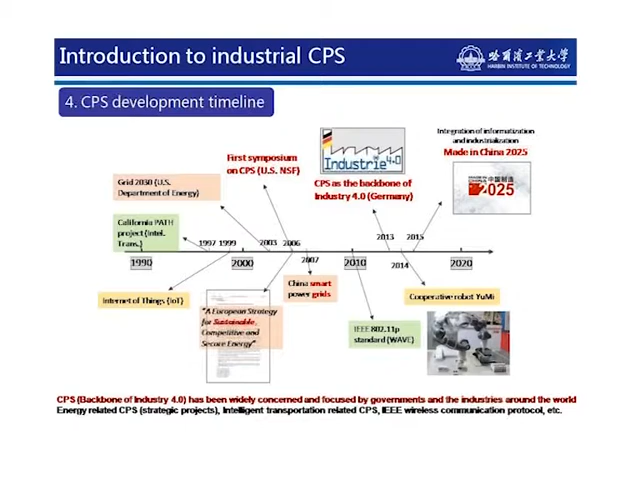 Introduction to industrial CPS
哈爾濱工業大學
HARBIN INSTITUTE OF TECHNOLOGY
4. CPS development timeline
Integration of informatization
and industrialization
Made in China 2025
First symposium
on CPS (U.S. NSF)
Industrie 4.0
CPS as the backbone of
Industry 4.0 (Germany)
中国制造
2025
Grid 2030 (U.S.
Department of Energy)
California PATH
project (Intel.
Trans.)
1997 1999 2003 2006 2013 2015
2007
2014
1990 2000 2010 2020
Internet of Things (IoT)
China smart
power grids
Cooperative robot YuMi
"A European Strategy
for Sustainable,
Competitive and
Secure Energy"
IEEE 802.11p
standard (WAVE)
CPS (Backbone of Industry 4.0) has been widely concerned and focused by governments and the industries around the world
Energy related CPS (strategic projects), Intelligent transportation related CPS, IEEE wireless communication protocol, etc.